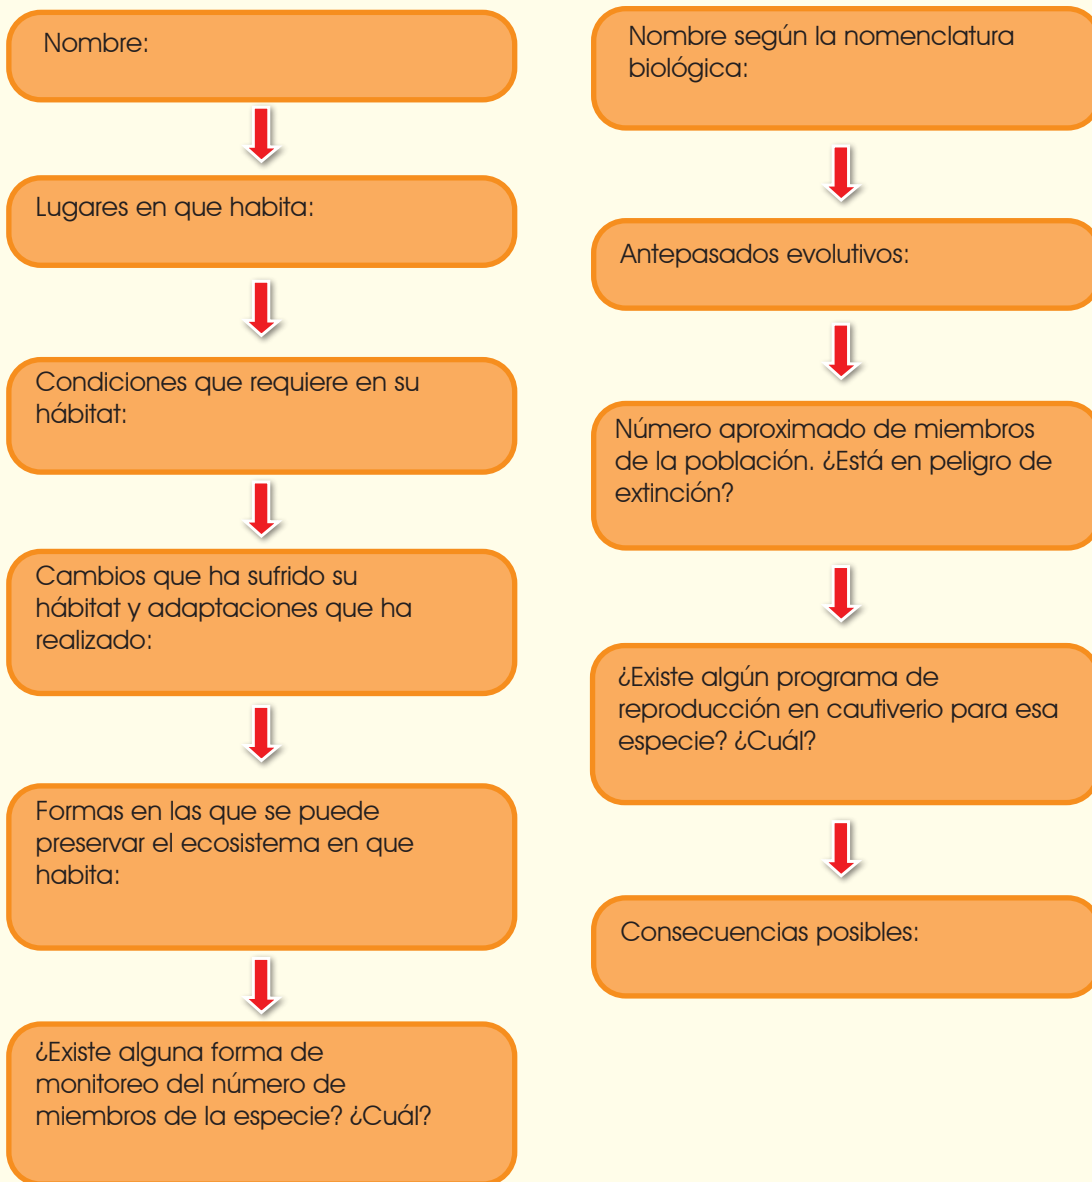 Nombre:
Lugares en que habita:
Condiciones que requiere en su
hábitat:
Cambios que ha sufrido su
hábitat y adaptaciones que ha
realizado:
Formas en las que se puede
preservar el ecosistema en que
habita:
¿Existe alguna forma de
monitoreo del número de
miembros de la especie? ¿Cuál?
Nombre según la nomenclatura
biológica:
Antepasados evolutivos:
Número aproximado de miembros
de la población. ¿Está en peligro de
extinción?
¿Existe algún programa de
reproducción en cautiverio para esa
especie? ¿Cuál?
Consecuencias posibles: